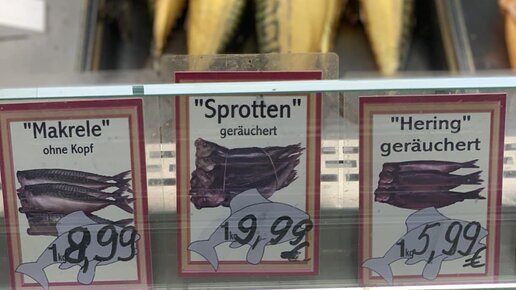 "Makrele"
ohne Kopf
1kg 8,99
"Sprotten"
geräuchert
1kg 9,99 €
"Hering"
geräuchert
1kg 5,99 €